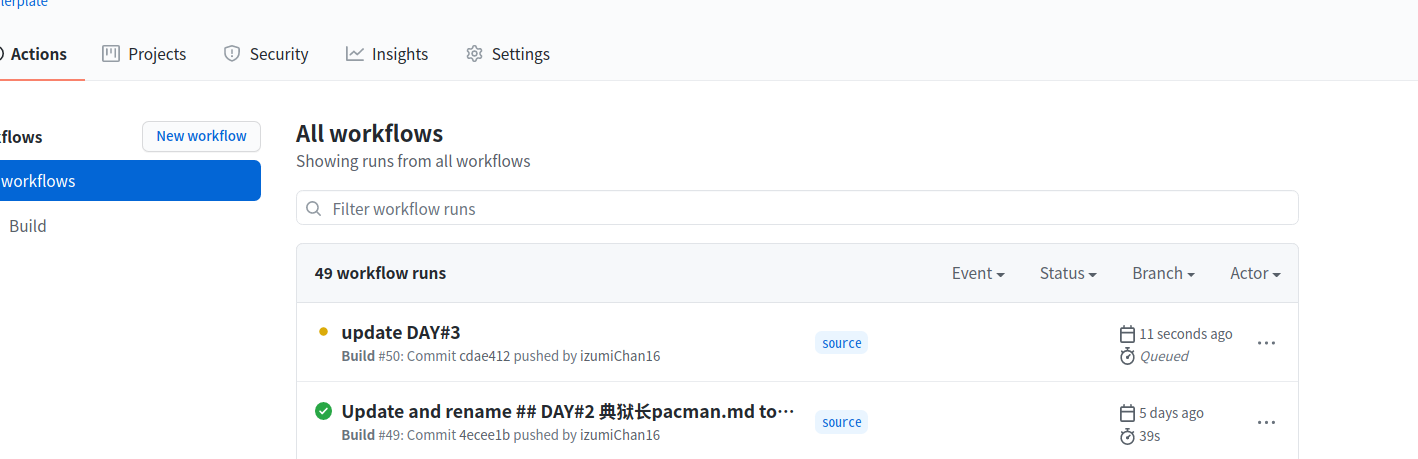 lerplate
Actions Projects Security Insights Settings
flows New workflow
workflows
Build
All workflows
Showing runs from all workflows
Filter workflow runs
49 workflow runs Event Status Branch Actor
update DAY#3
Build #50: Commit cdae412 pushed by izumiChan16
source
11 seconds ago
Queued
Update and rename ## DAY#2 典狱长pacman.md to···
Build #49: Commit 4ecee1b pushed by izumiChan16
source
5 days ago
39s